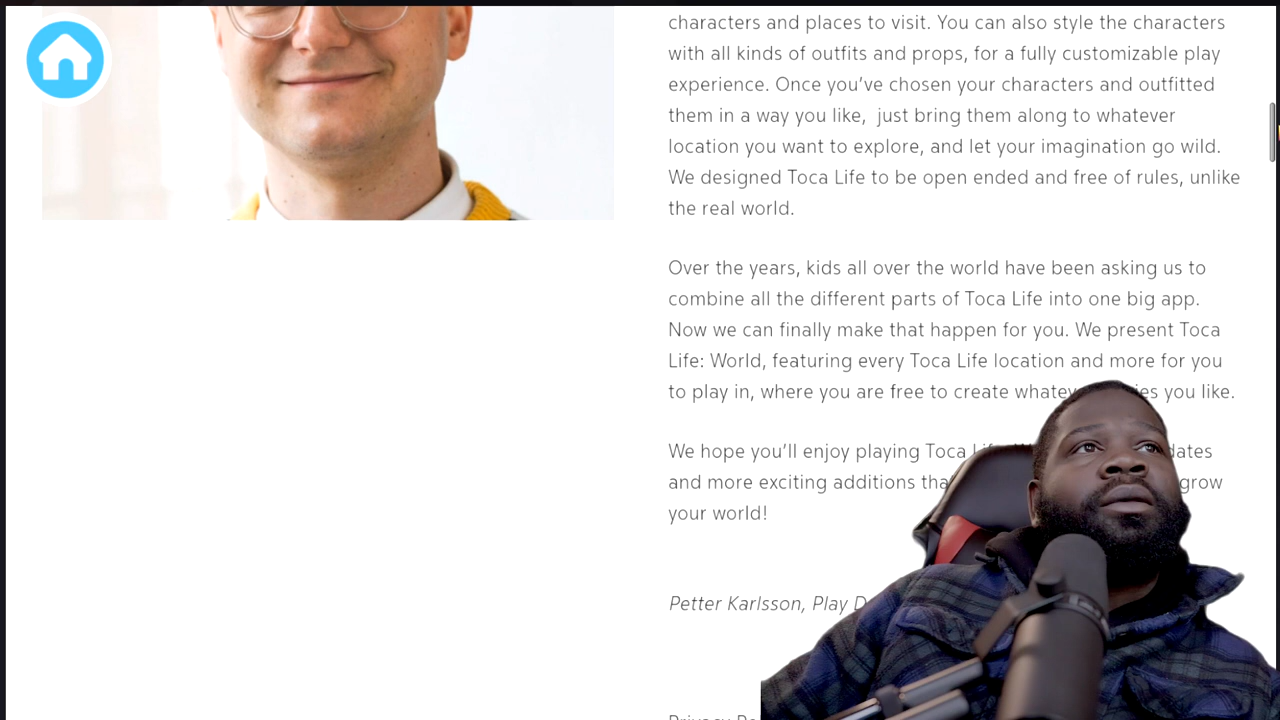 characters and places to visit. You can also style the characters
with all kinds of outfits and props, for a fully customizable play
experience. Once you’ve chosen your characters and outfitted
them in a way you like,  just bring them along to whatever
location you want to explore, and let your imagination go wild.
We designed Toca Life to be open ended and free of rules, unlike
the real world.
Over the years, kids all over the world have been asking us to
combine all the different parts of Toca Life into one big app.
Now we can finally make that happen for you. We present Toca
Life: World, featuring every Toca Life location and more for you
to play in, where you are free to create you like.
We hope you’ll enjoy playing Toca
and more exciting additions grow
your world!
Petter Karlsson, Play